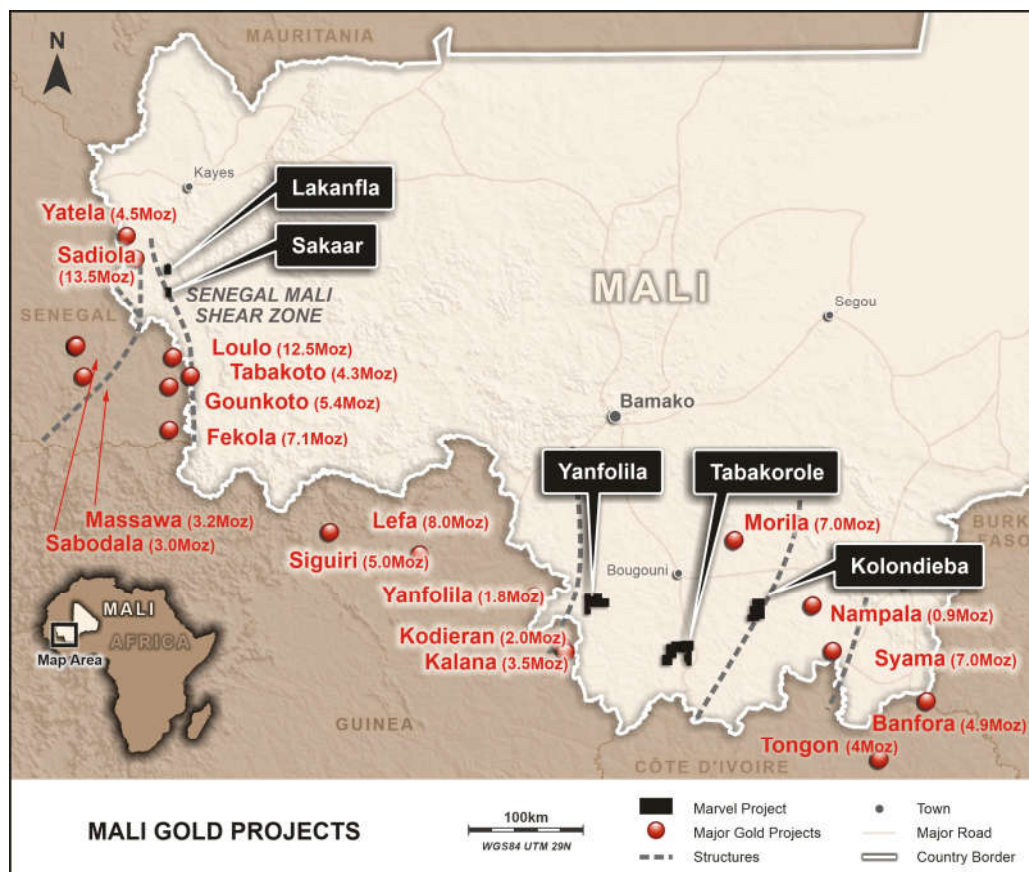 N
MAURITANIA
Kayes
Lakanfla
Yatela (4.5Moz)
Sakaar
Sadiola
(13.5Moz)
MALI
SENEGAL MALI
SHEAR ZONE
Segou
SENEGAL
Loulo (12.5Moz)
Tabakoto (4.3Moz)
Gounkoto (5.4Moz)
Bamako
Fekola (7.1Moz)
Yanfolila
Tabakorole
Massawa (3.2Moz)
Sabodala (3.0Moz)
Lefa (8.0Moz)
Siguiri (5.0Moz)
Morila (7.0Moz)
BURKI
FASO
Bougouni
Kolondieba
Yanfolila (1.8Moz)
Nampala (0.9Moz)
Kodieran (2.0Moz)
Kalana (3.5Moz)
Syama (7.0Moz)
MALI
AFRICA
Map Area
GUINEA
Banfora (4.9Moz)
Tongon (4Moz)
CÔTE D'IVOIRE
MALI GOLD PROJECTS
100km
WGS84 UTM 29N
Marvel Project
Major Gold Projects
Structures
Town
Major Road
Country Border